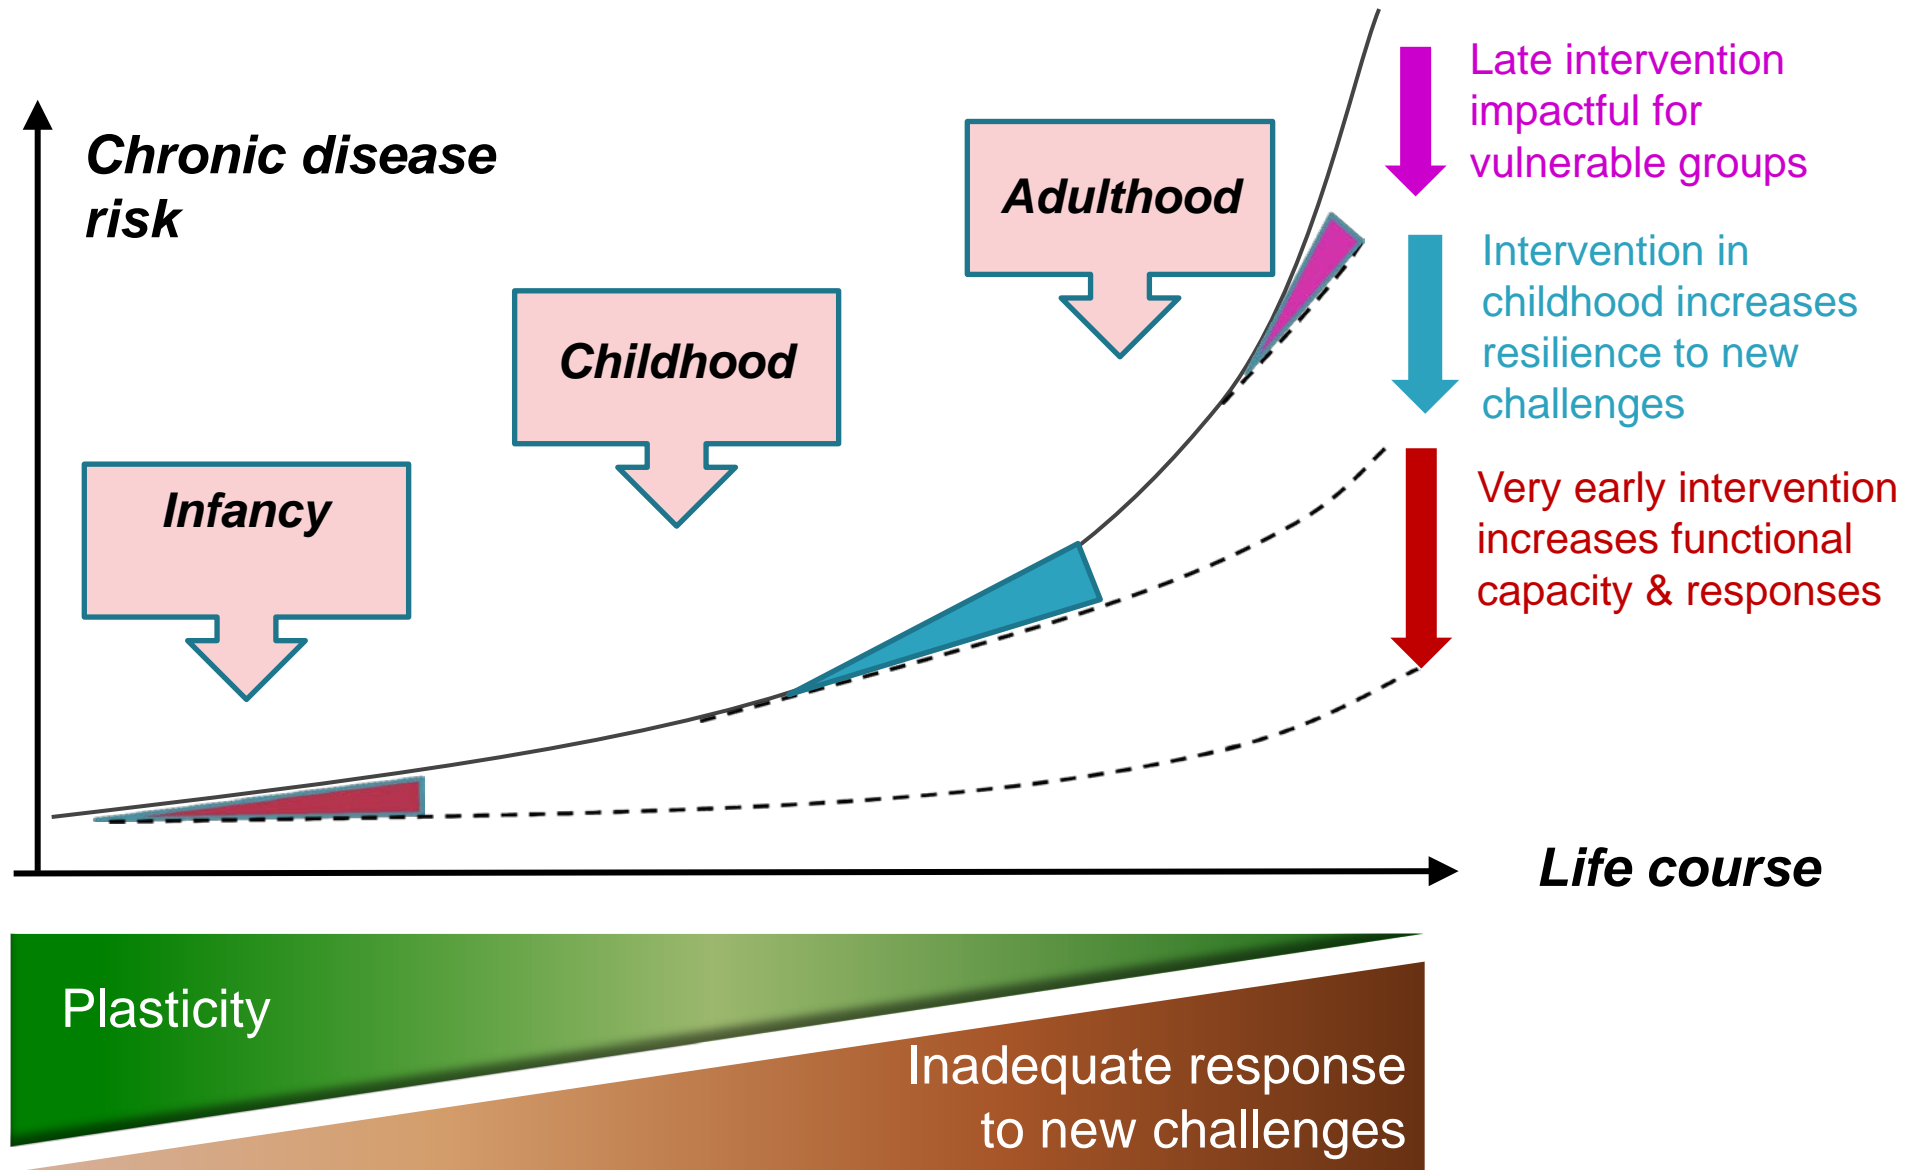 Chronic disease
risk
Infancy
Childhood
Adulthood
Late intervention
impactful for
vulnerable groups
Intervention in
childhood increases
resilience to new
challenges
Very early intervention
increases functional
capacity & responses
Life course
Plasticity
Inadequate response
to new challenges